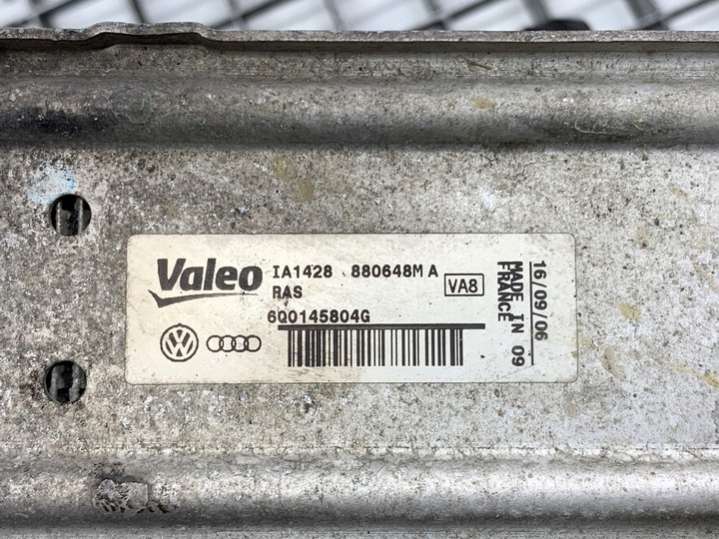 Valeo IA1428 880648M A
RAS
VA8
6Q0145804G
16/09/06
MADE IN 09
FRANCE